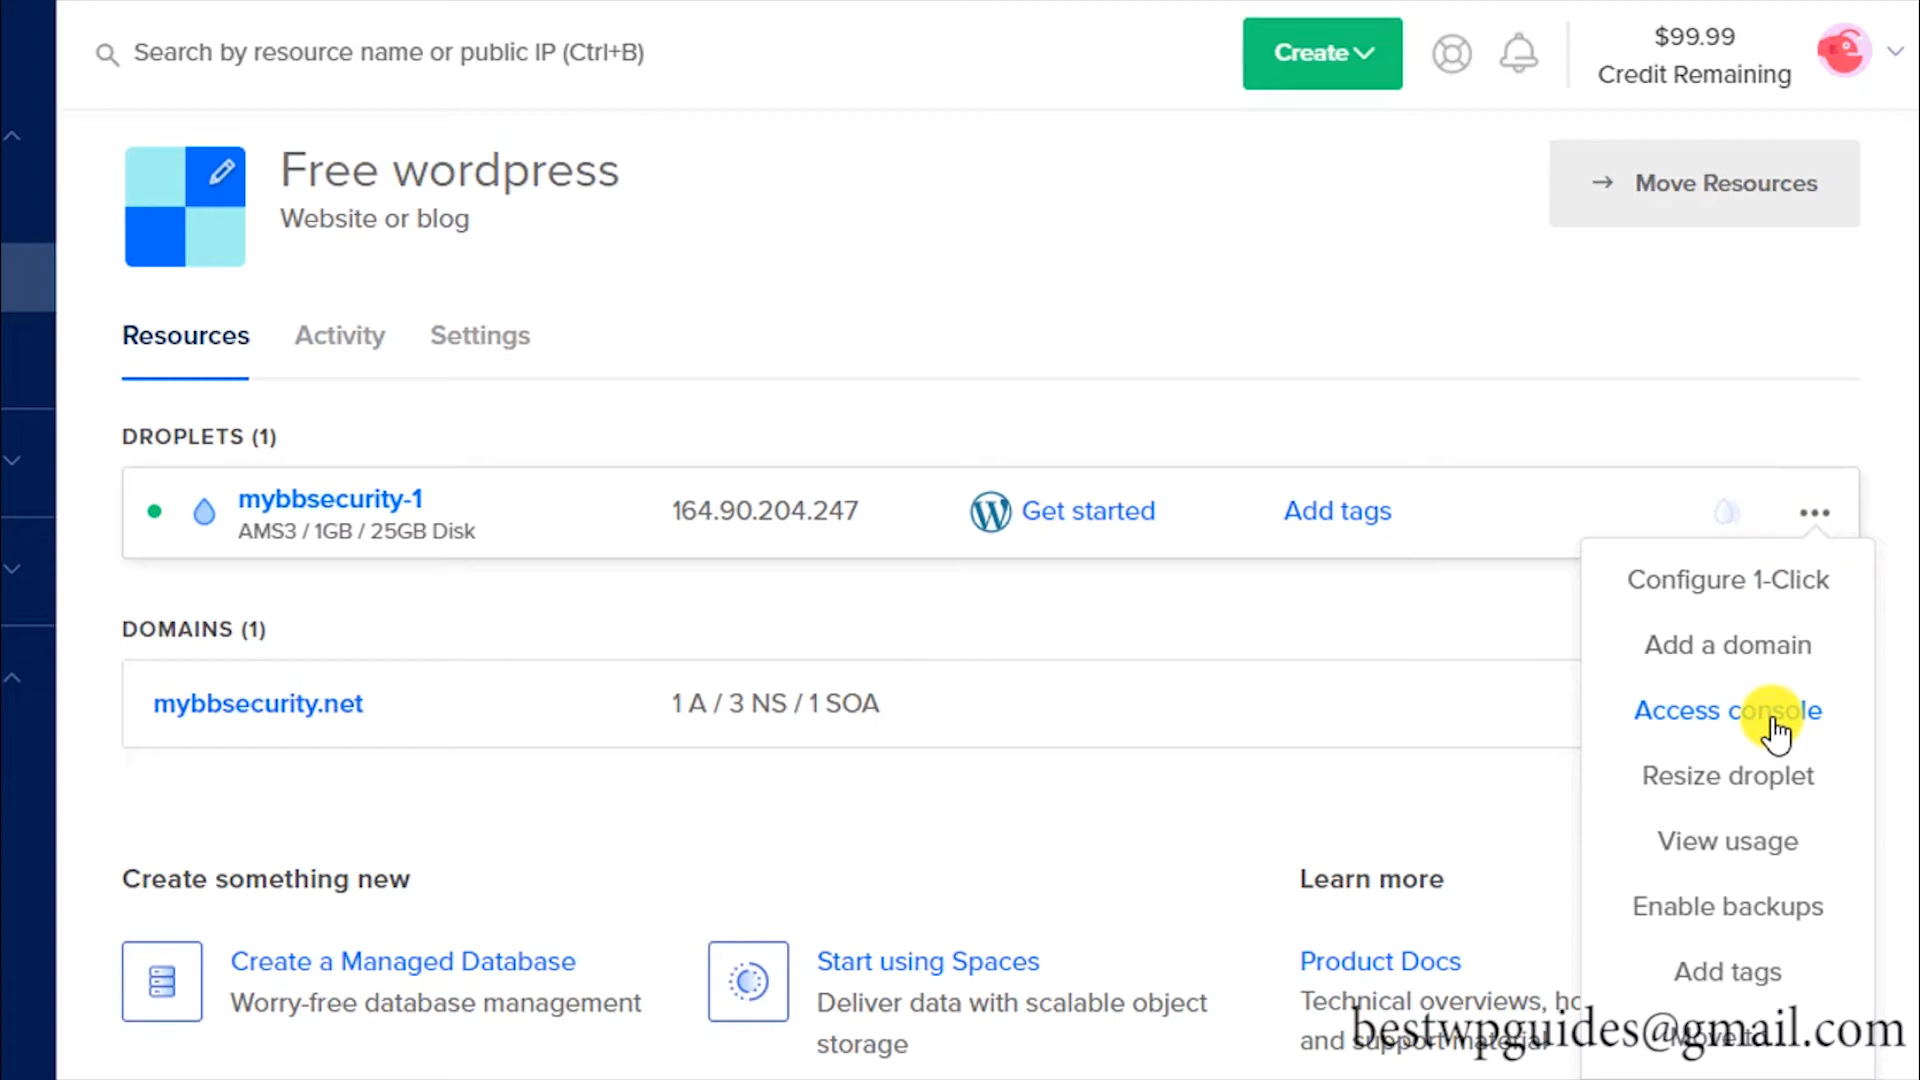 Search by resource name or public IP (Ctrl+B)
Create
$99.99
Credit Remaining
Free wordpress
Website or blog
Move Resources
Resources
Activity
Settings
DROPLETS (1)
mybbsecurity-1
AMS3 / 1GB / 25GB Disk
164.90.204.247
Get started
Add tags
Configure 1-Click
Add a domain
Access console
Resize droplet
View usage
Enable backups
Add tags
DOMAINS (1)
mybbsecurity.net
1 A / 3 NS / 1 SOA
Create something new
Create a Managed Database
Worry-free database management
Start using Spaces
Deliver data with scalable object
storage
Learn more
Product Docs
Technical overviews,
and support material
bestwpguides@gmail.com